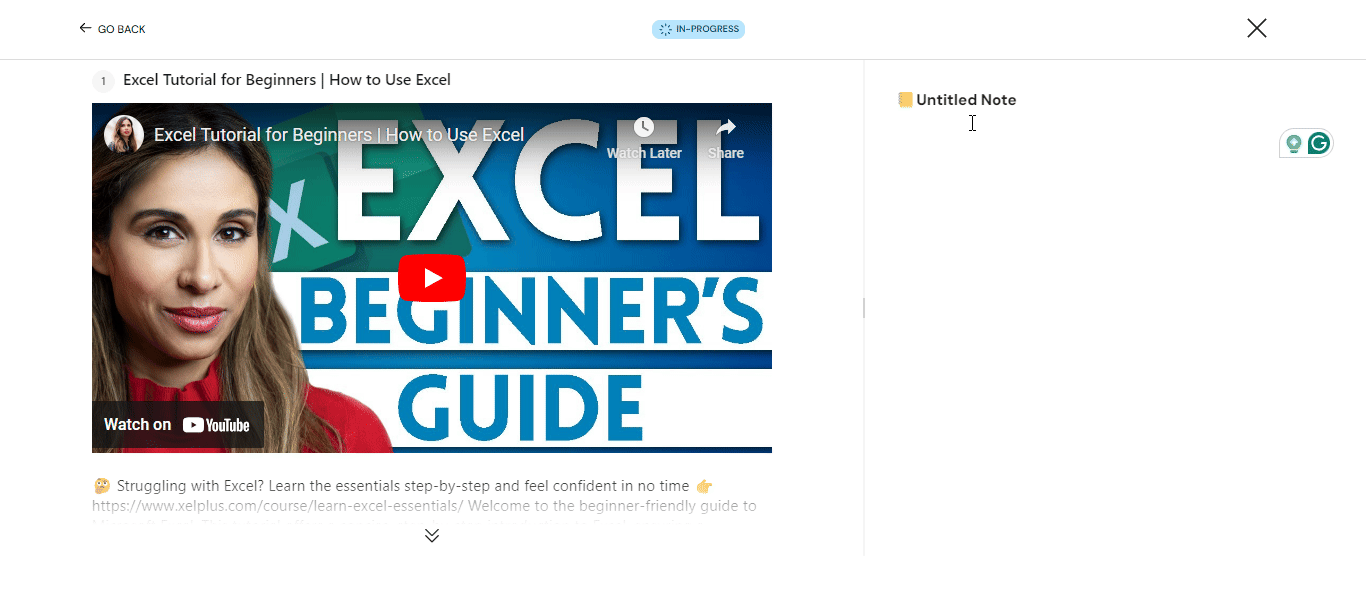 GO BACK
IN-PROGRESS
1 Excel Tutorial for Beginners | How to Use Excel
Excel Tutorial for Beginners | How to Use Excel
Watch Later
Share
X
EXCEL
BEGINNER'S
GUIDE
Watch on YouTube
🤔 Struggling with Excel? Learn the essentials step-by-step and feel confident in no time 👉
https://www.xelplus.com/course/learn-excel-essentials/ Welcome to the beginner-friendly guide to
📒 Untitled Note
G